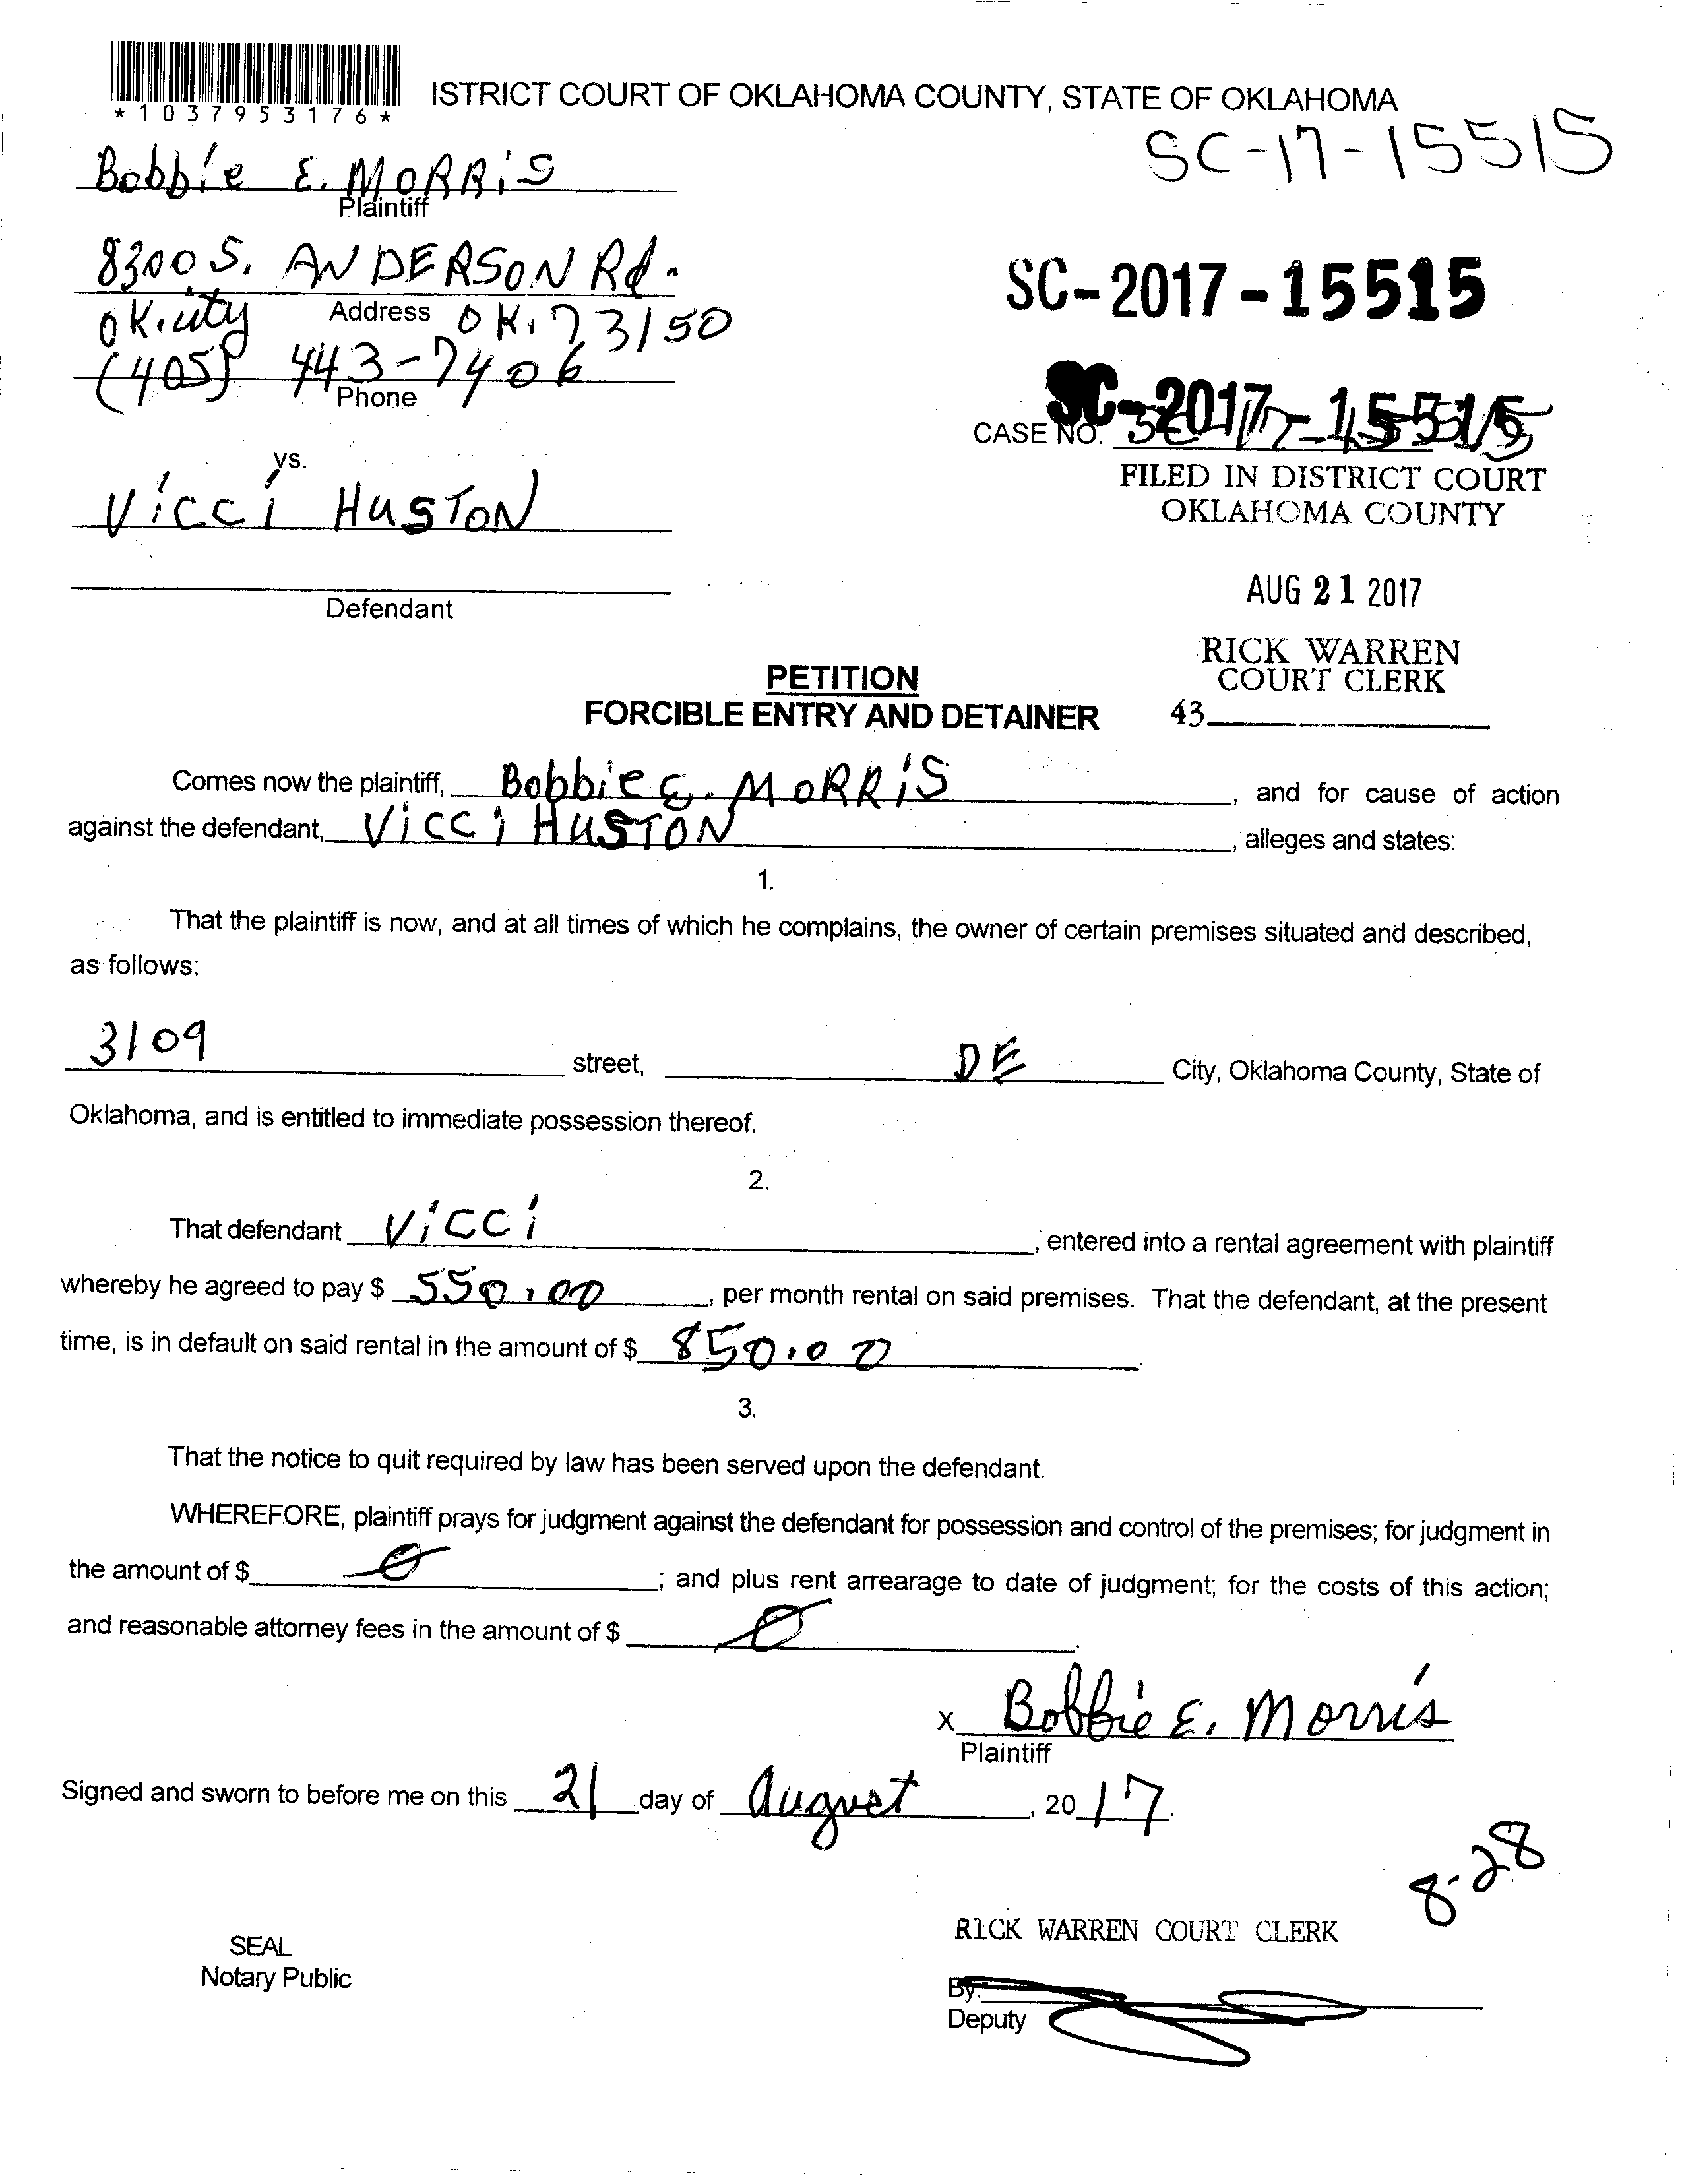 *1037953176*
ISTRICT COURT OF OKLAHOMA COUNTY, STATE OF OKLAHOMA
SC-17-15515
Bobbie E. MORRiS
Plaintiff
8300 S. ANDERSON Rd.
Address
SC-2017-15515
OK.city OK. 73150
(405) 443-7406
Phone
SC-2017-15515
CASE NO.
FILED IN DISTRICT COURT
OKLAHOMA COUNTY
vs.
Vicci HUSTON
Defendant
AUG 21 2017
RICK WARREN
COURT CLERK
43
PETITION
FORCIBLE ENTRY AND DETAINER
Comes now the plaintiff, Bobbie E. MORRiS, and for cause of action
against the defendant, Vicci HUSTON, alleges and states:
1.
That the plaintiff is now, and at all times of which he complains, the owner of certain premises situated and described,
as follows:
3109 street, DE City, Oklahoma County, State of
Oklahoma, and is entitled to immediate possession thereof.
2.
That defendant Vicci, entered into a rental agreement with plaintiff
whereby he agreed to pay $ 550.00, per month rental on said premises. That the defendant, at the present
time, is in default on said rental in the amount of $ 850.00.
3.
That the notice to quit required by law has been served upon the defendant.
WHEREFORE, plaintiff prays for judgment against the defendant for possession and control of the premises; for judgment in
the amount of $ 0; and plus rent arrearage to date of judgment; for the costs of this action;
and reasonable attorney fees in the amount of $ 0.
x Bobbie E. Morris
Plaintiff
Signed and sworn to before me on this 21 day of August, 2017.
8-28
RICK WARREN COURT CLERK
SEAL
Notary Public
By:
Deputy